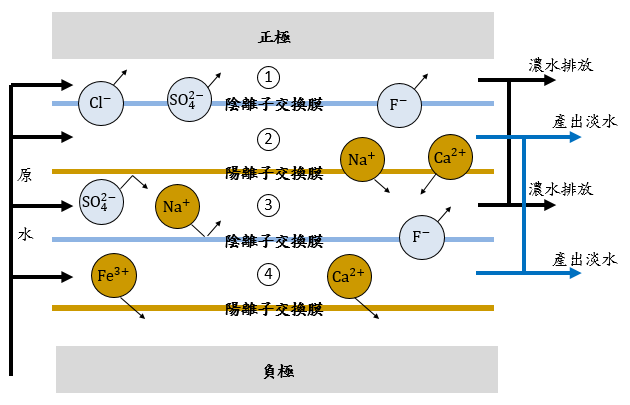 正極
①
濃水排放
Cl⁻
SO₄²⁻
陰離子交換膜
F⁻
②
產出淡水
Na⁺
Ca²⁺
原
陽離子交換膜
濃水排放
SO₄²⁻
Na⁺
③
水
陰離子交換膜
F⁻
④
產出淡水
Fe³⁺
Ca²⁺
陽離子交換膜
負極